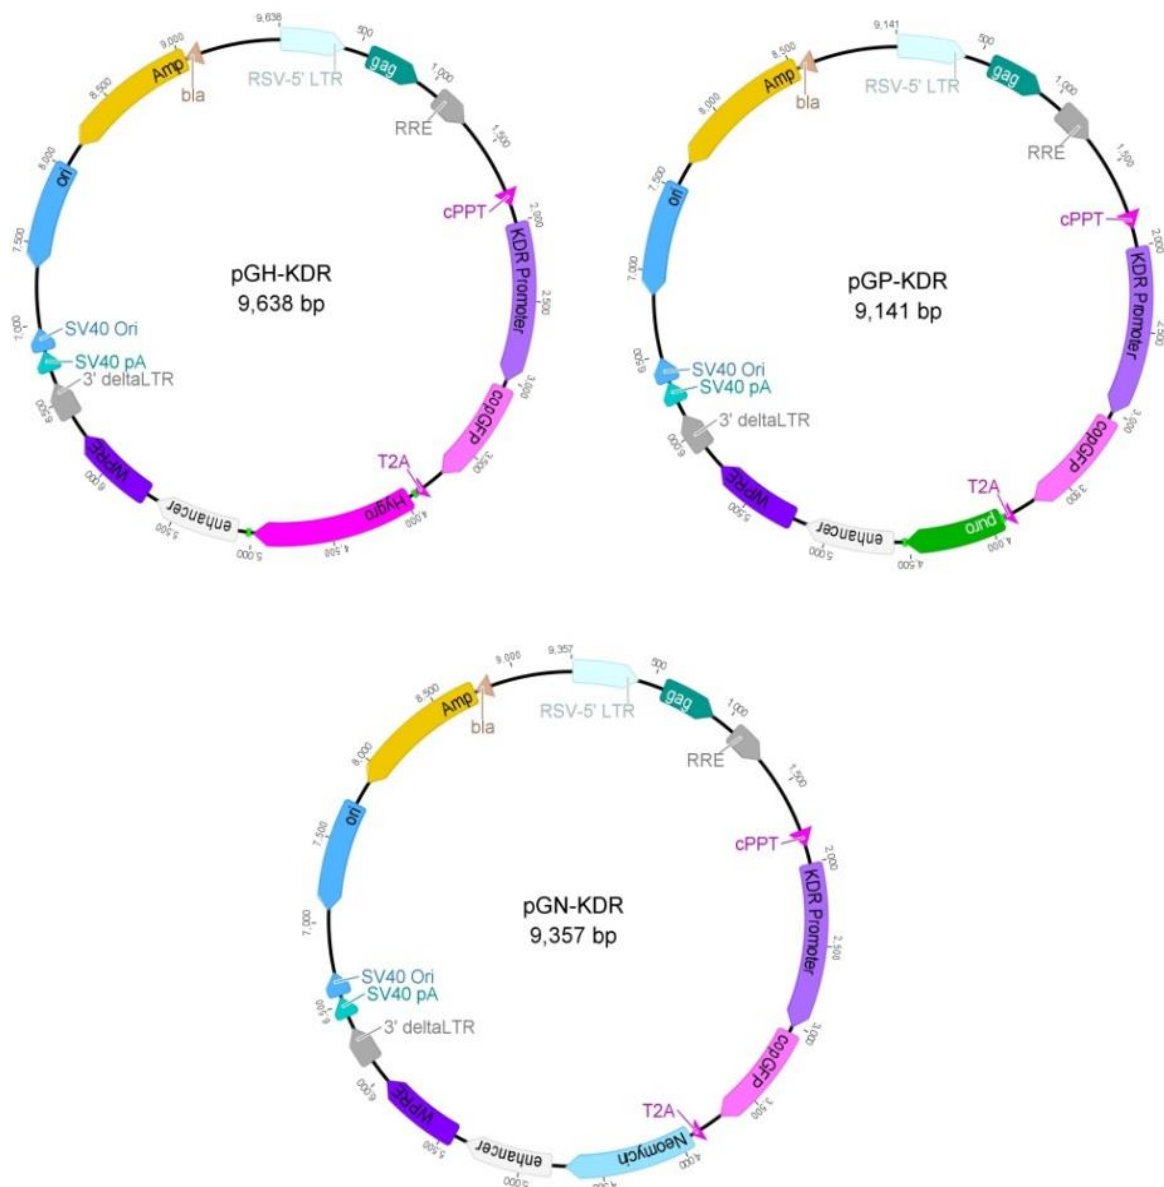 9,638
500
9,000
RSV-5' LTR
gag
Amp
bla
1,000
RRE
8,500
1,500
cPPT
8,000
ori
2,000
KDR Promoter
7,500
pGH-KDR
9,638 bp
2,500
7,000
SV40 Ori
SV40 pA
3' deltaLTR
3,000
6,500
copGFP
3,500
WPRE
6,000
T2A
4,000
Hygro
enhancer
5,500
5,000
4,500
9,141
500
8,500
RSV-5' LTR
gag
Amp
bla
1,000
RRE
8,000
1,500
cPPT
7,500
ori
2,000
KDR Promoter
7,000
pGP-KDR
9,141 bp
2,500
6,500
SV40 Ori
SV40 pA
3' deltaLTR
3,000
6,000
copGFP
3,500
WPRE
5,500
T2A
4,000
puro
enhancer
5,000
4,500
9,357
500
9,000
RSV-5' LTR
gag
Amp
bla
8,500
1,000
RRE
8,000
1,500
cPPT
7,500
ori
2,000
KDR Promoter
7,000
pGN-KDR
9,357 bp
2,500
SV40 Ori
SV40 pA
6,500
3' deltaLTR
3,000
6,000
copGFP
3,500
WPRE
5,500
T2A
4,000
Neomycin
enhancer
5,000